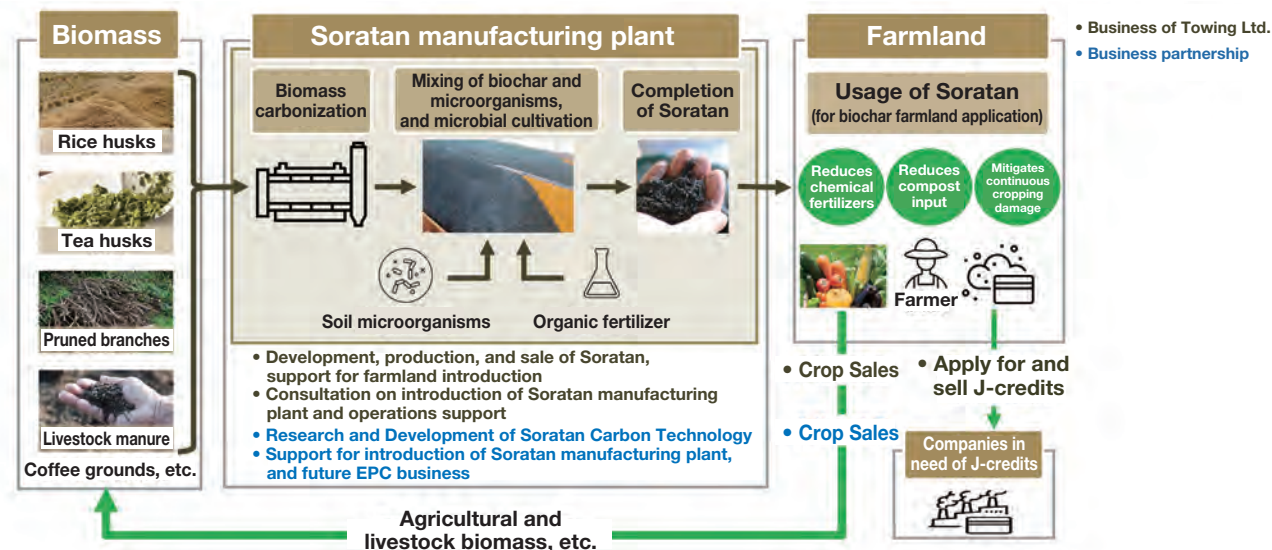 Biomass
Rice husks
Tea husks
Pruned branches
Livestock manure
Coffee grounds, etc.
Soratan manufacturing plant
Biomass
carbonization
Mixing of biochar and
microorganisms,
and microbial cultivation
Completion
of Soratan
Soil microorganisms
Organic fertilizer
• Development, production, and sale of Soratan,
support for farmland introduction
• Consultation on introduction of Soratan manufacturing
plant and operations support
• Research and Development of Soratan Carbon Technology
• Support for introduction of Soratan manufacturing plant,
and future EPC business
Farmland
Usage of Soratan
(for biochar farmland application)
Reduces
chemical
fertilizers
Reduces
compost
input
Mitigates
continuous
cropping
damage
Farmer
• Crop Sales
• Crop Sales
• Apply for and
sell J-credits
Companies in
need of J-credits
Agricultural and
livestock biomass, etc.
• Business of Towing Ltd.
• Business partnership